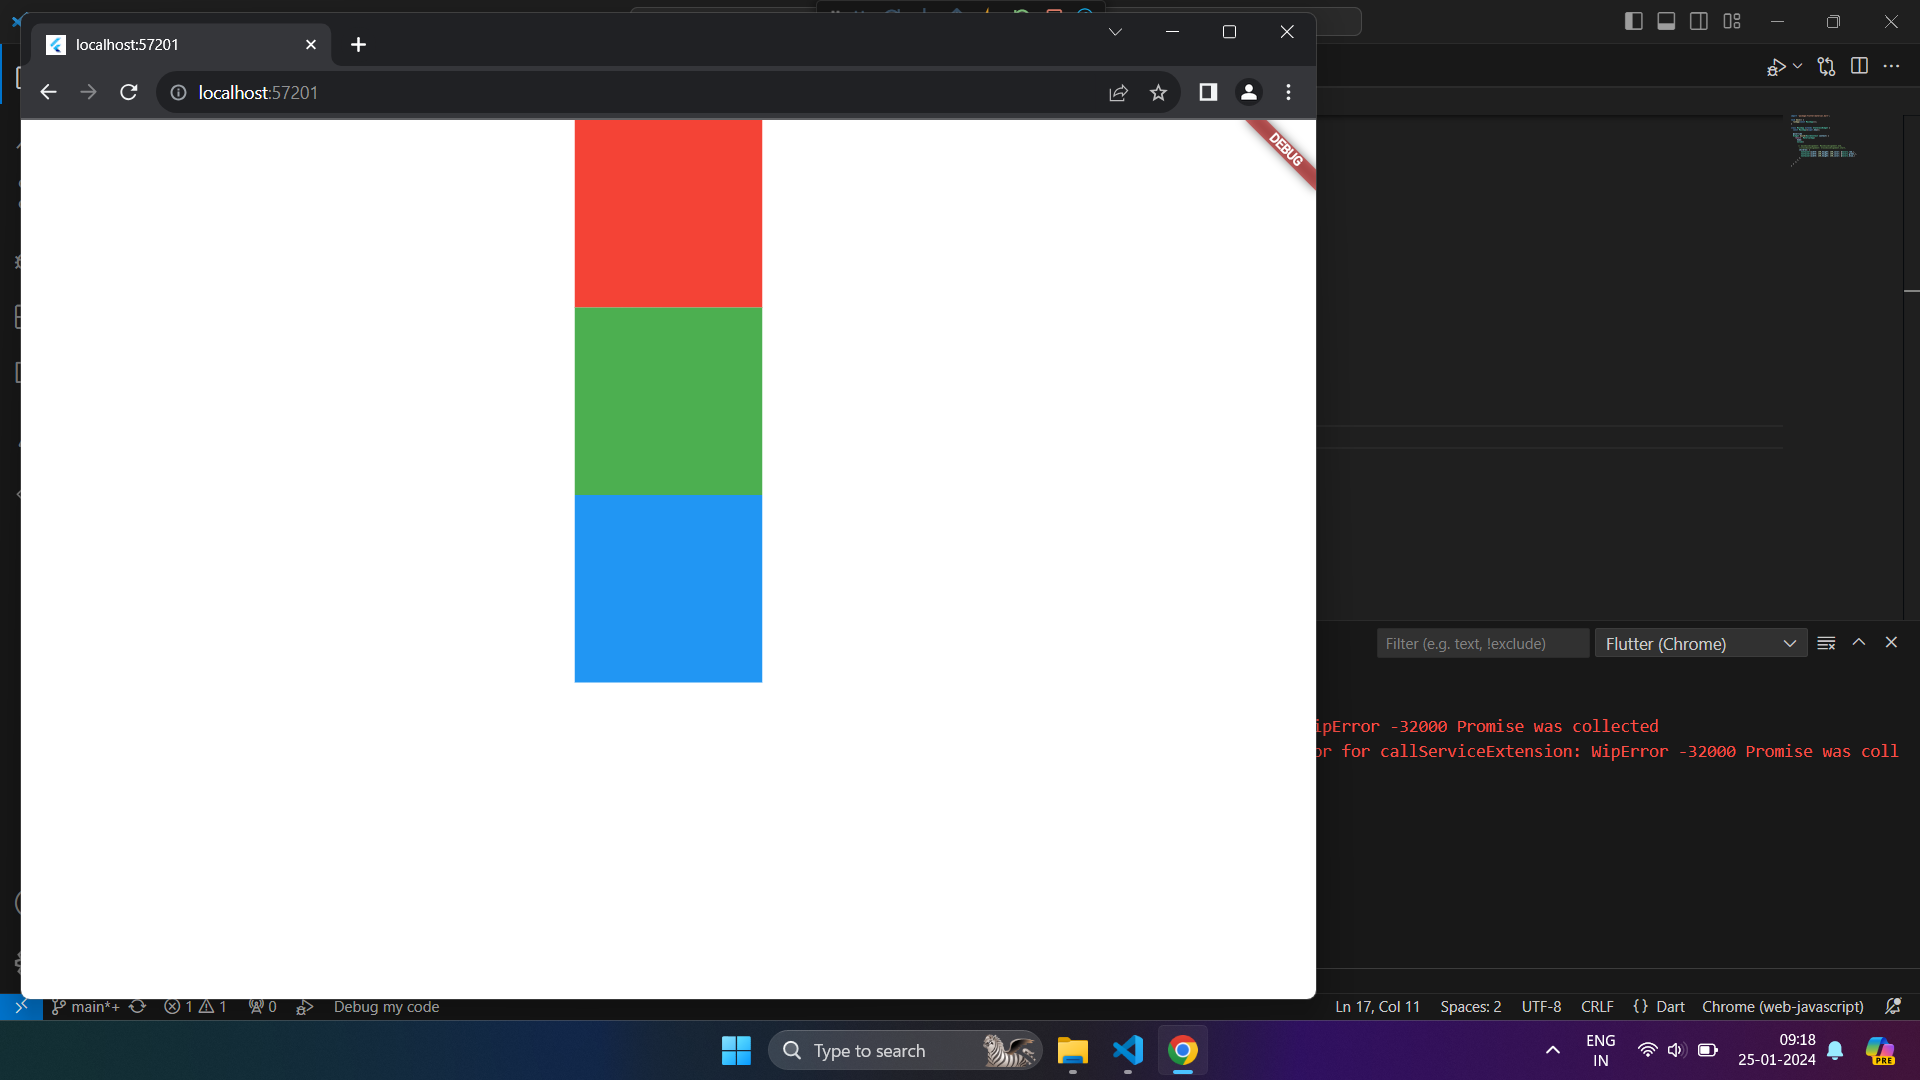 localhost:57201
localhost:57201
DEBUG
Filter (e.g. text, !exclude)
Flutter (Chrome)
ipError -32000 Promise was collected
or for callServiceExtension: WipError -32000 Promise was coll
main*+
1
1
0
Debug my code
Ln 17, Col 11
Spaces: 2
UTF-8
CRLF
{} Dart
Chrome (web-javascript)
Type to search
ENG
IN
09:18
25-01-2024
PRE